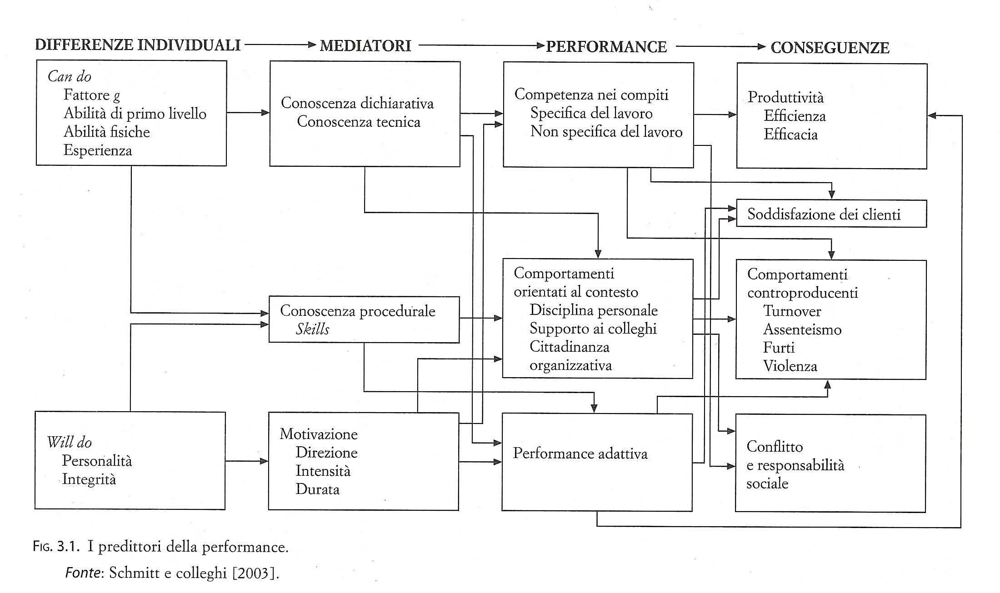 DIFFERENZE INDIVIDUALI
MEDIATORI
PERFORMANCE
CONSEGUENZE
Can do
Fattore g
Abilità di primo livello
Abilità fisiche
Esperienza
Conoscenza dichiarativa
Conoscenza tecnica
Competenza nei compiti
Specifica del lavoro
Non specifica del lavoro
Produttività
Efficienza
Efficacia
Soddisfazione dei clienti
Conoscenza procedurale
Skills
Comportamenti
orientati al contesto
Disciplina personale
Supporto ai colleghi
Cittadinanza
organizzativa
Comportamenti
controproducenti
Turnover
Assenteismo
Furti
Violenza
Will do
Personalità
Integrità
Motivazione
Direzione
Intensità
Durata
Performance adattiva
Conflitto
e responsabilità
sociale
FIG. 3.1. I predittori della performance.
Fonte: Schmitt e colleghi [2003].